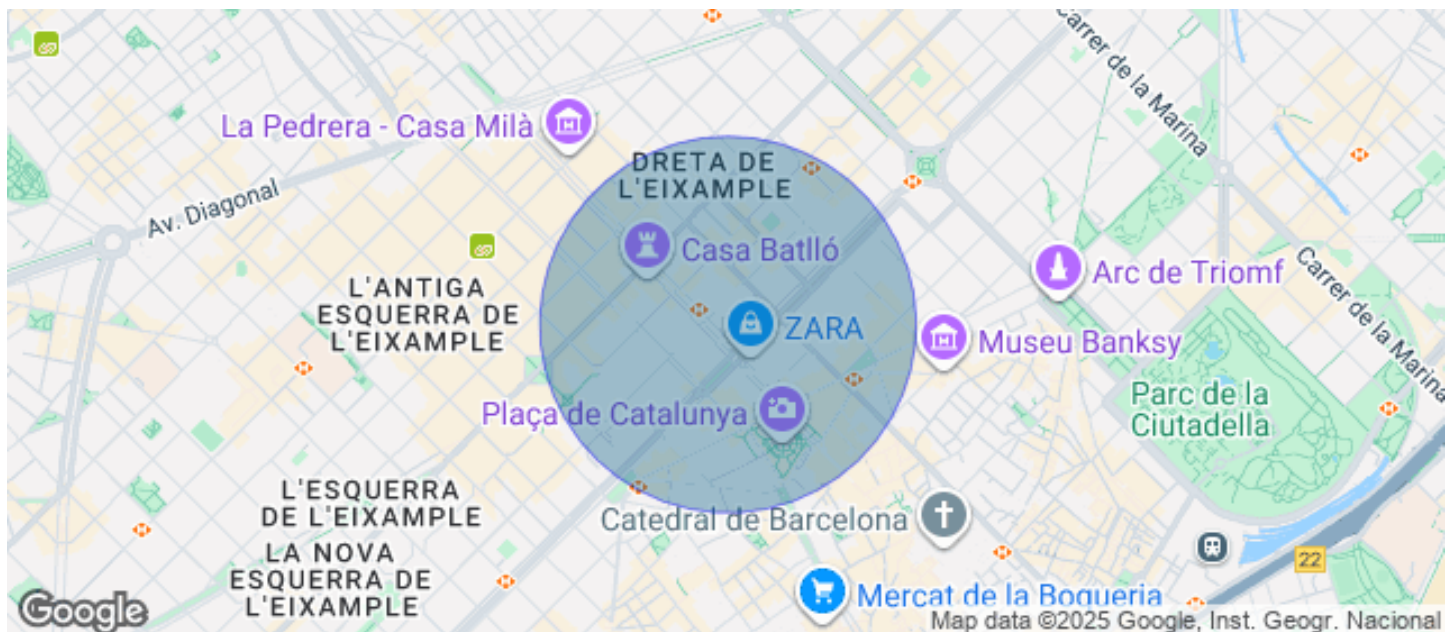 Carrer de la Marina
La Pedrera - Casa Milà
DRETA DE
L'EIXAMPLE
Av. Diagonal
Casa Batlló
Arc de Triomf
Carrer de la Marina
L'ANTIGA
ESQUERRA DE
L'EIXAMPLE
ZARA
Museu Banksy
Plaça de Catalunya
Parc de la
Ciutadella
L'ESQUERRA
DE L'EIXAMPLE
Catedral de Barcelona
LA NOVA
ESQUERRA DE
L'EIXAMPLE
22
Mercat de la Boqueria
Google
Map data ©2025 Google, Inst. Geogr. Nacional